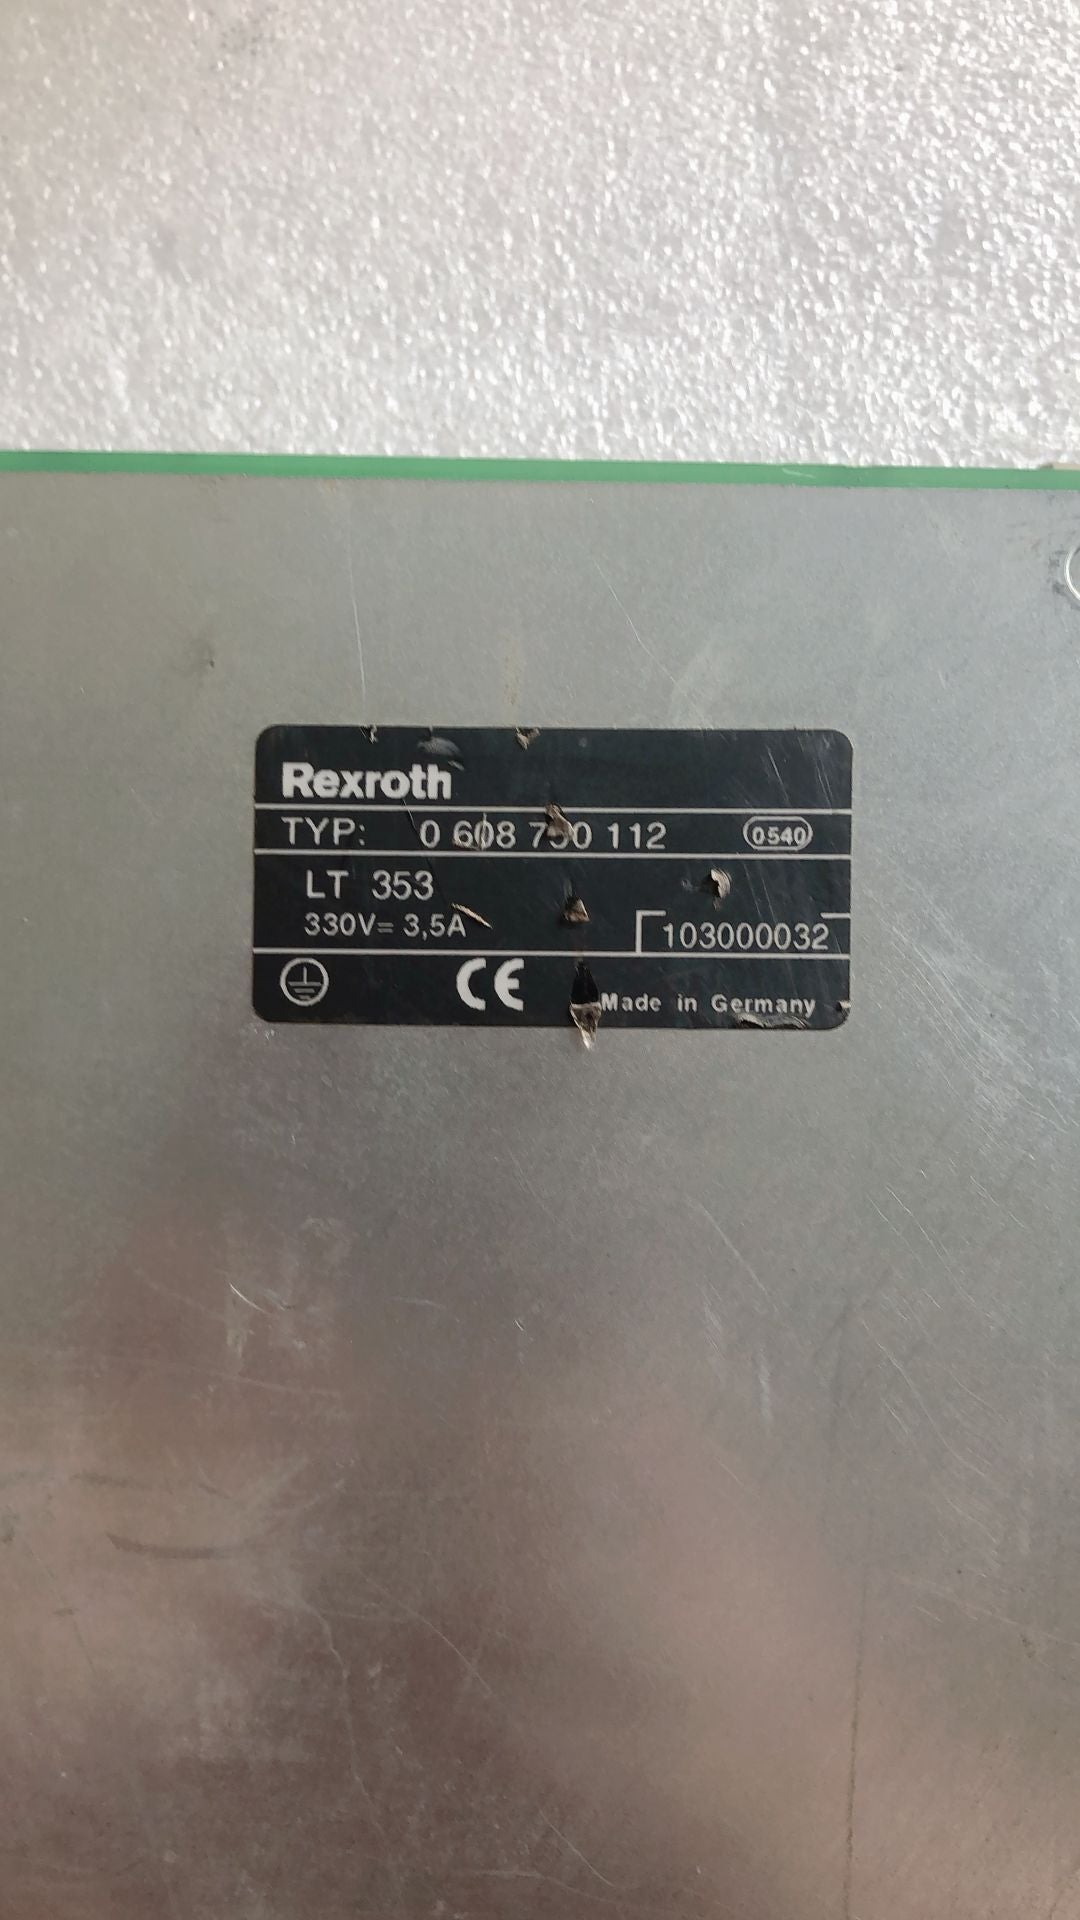 Rexroth
TYP: 0 608 750 112 0540
LT 353
330V= 3,5A 103000032
CE Made in Germany